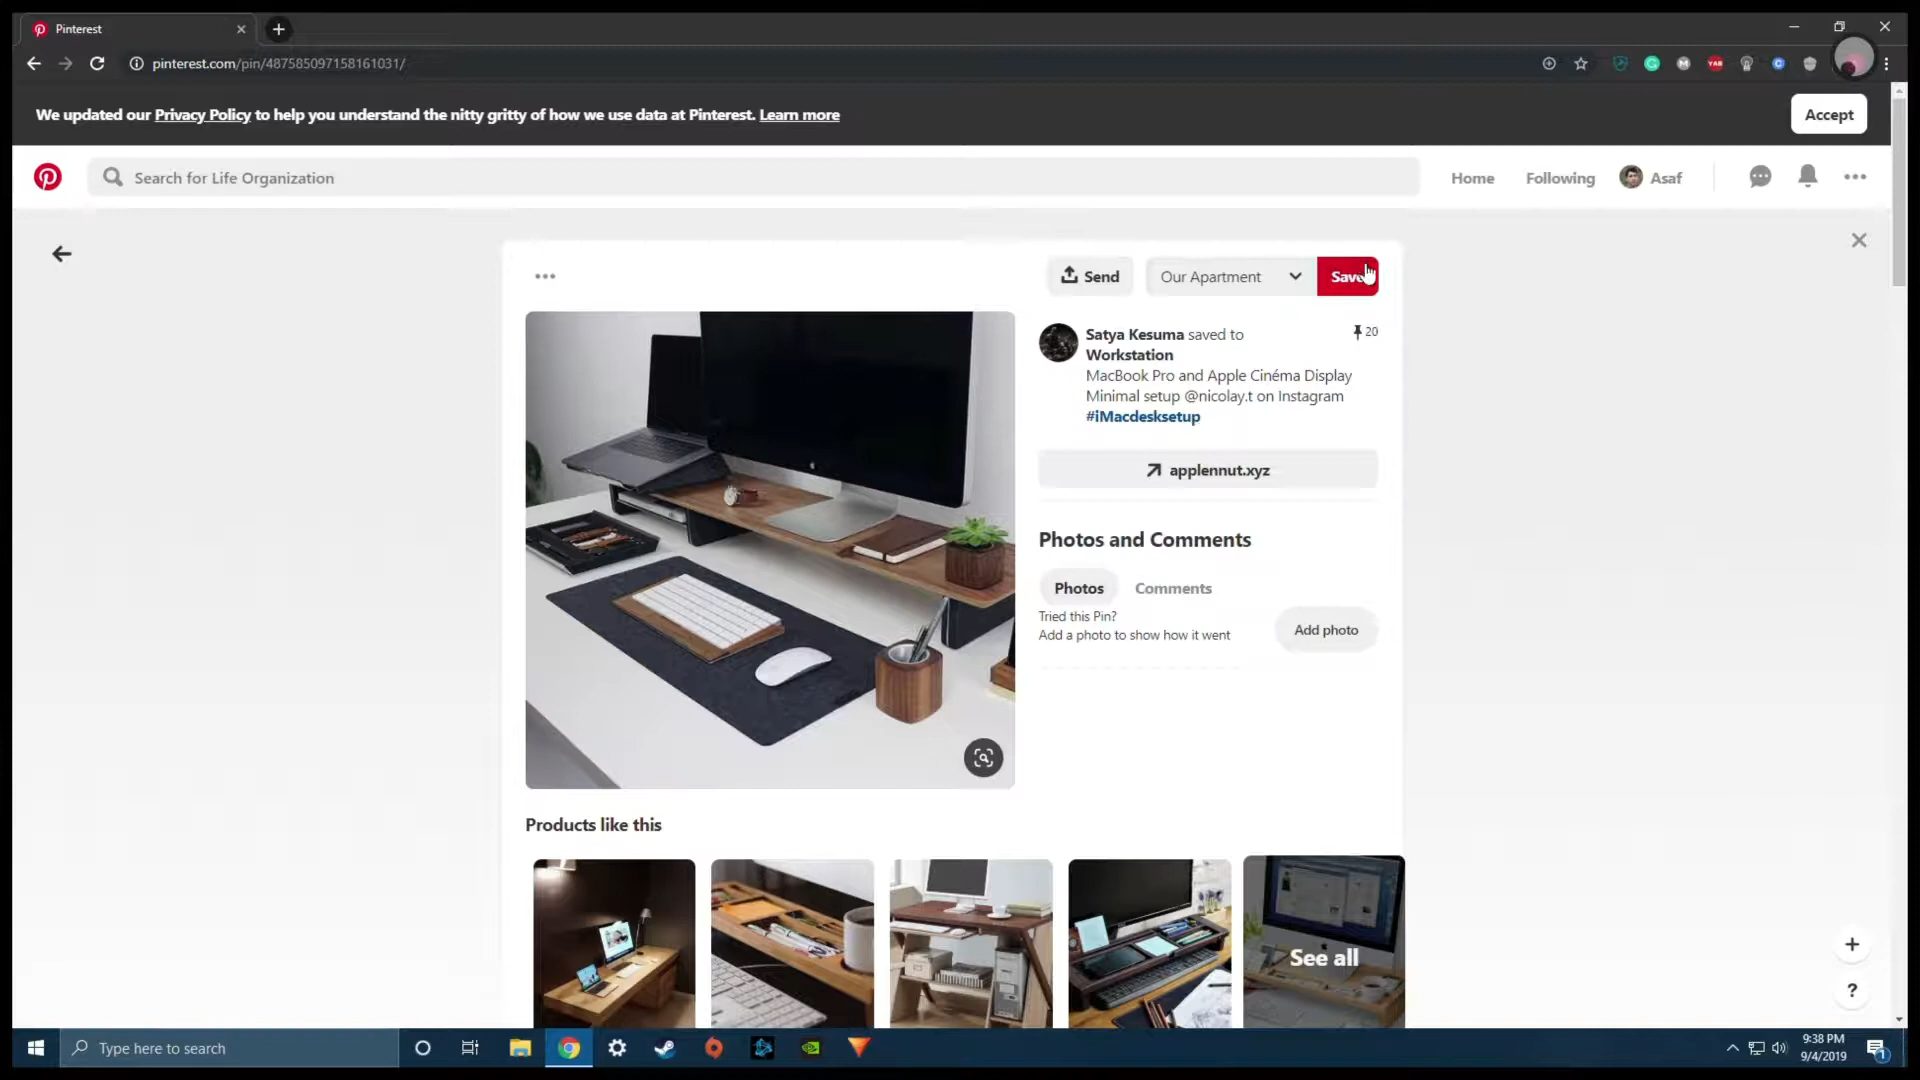 Pinterest
pinterest.com/pin/487585097158161031/
We updated our Privacy Policy to help you understand the nitty gritty of how we use data at Pinterest. Learn more
Accept
Search for Life Organization
Home
Following
Asaf
Send
Our Apartment
Save
Satya Kesuma saved to
20
Workstation
MacBook Pro and Apple Cinéma Display
Minimal setup @nicolay.t on Instagram
#iMacdesksetup
applennut.xyz
Photos and Comments
Photos
Comments
Tried this Pin?
Add a photo to show how it went
Add photo
Products like this
See all
?
Type here to search
9:38 PM
9/4/2019
1